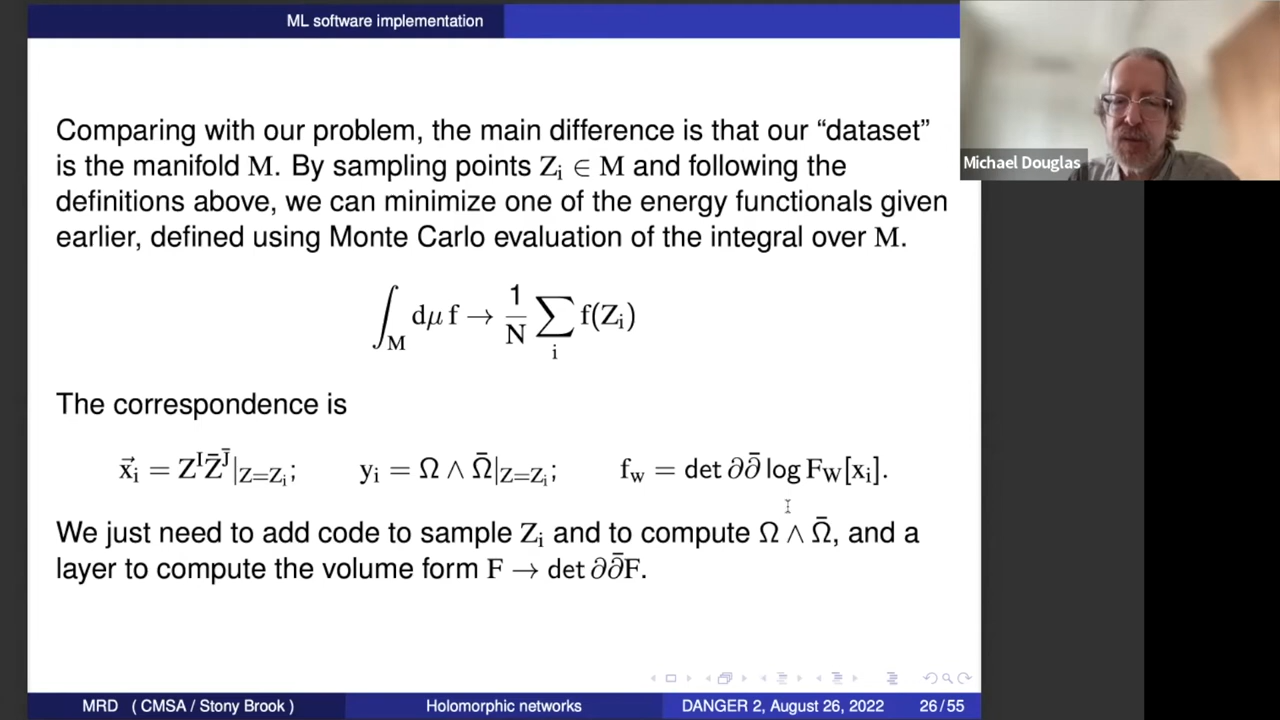 ML software implementation
Comparing with our problem, the main difference is that our “dataset”
is the manifold M. By sampling points Zᵢ ∈ M and following the
definitions above, we can minimize one of the energy functionals given
earlier, defined using Monte Carlo evaluation of the integral over M.
∫_M dμ f → 1/N ∑_i f(Zᵢ)
The correspondence is
x⃗ᵢ = Z^I Z̄^J̄|_{Z=Zᵢ}; yᵢ = Ω ∧ Ω̄|_{Z=Zᵢ}; f_w = det ∂∂̄ log F_W[xᵢ].
We just need to add code to sample Zᵢ and to compute Ω ∧ Ω̄, and a
layer to compute the volume form F → det ∂∂̄F.
MRD ( CMSA / Stony Brook ) Holomorphic networks DANGER 2, August 26, 2022 26 / 55
Michael Douglas